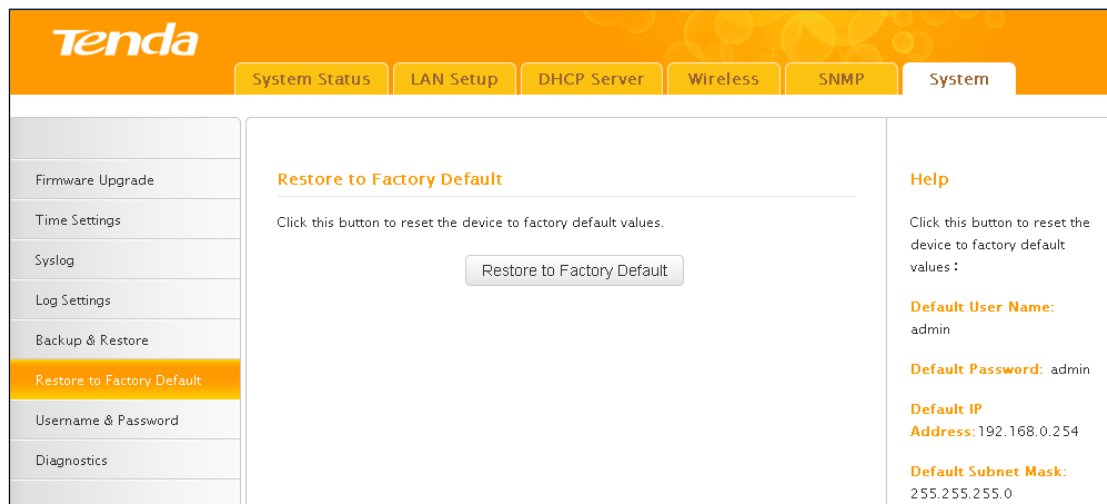 Tenda
System Status LAN Setup DHCP Server Wireless SNMP System
Firmware Upgrade
Time Settings
Syslog
Log Settings
Backup & Restore
Restore to Factory Default
Username & Password
Diagnostics
Restore to Factory Default
Click this button to reset the device to factory default values.
Restore to Factory Default
Help
Click this button to reset the
device to factory default
values：
Default User Name:
admin
Default Password: admin
Default IP
Address:192.168.0.254
Default Subnet Mask:
255.255.255.0